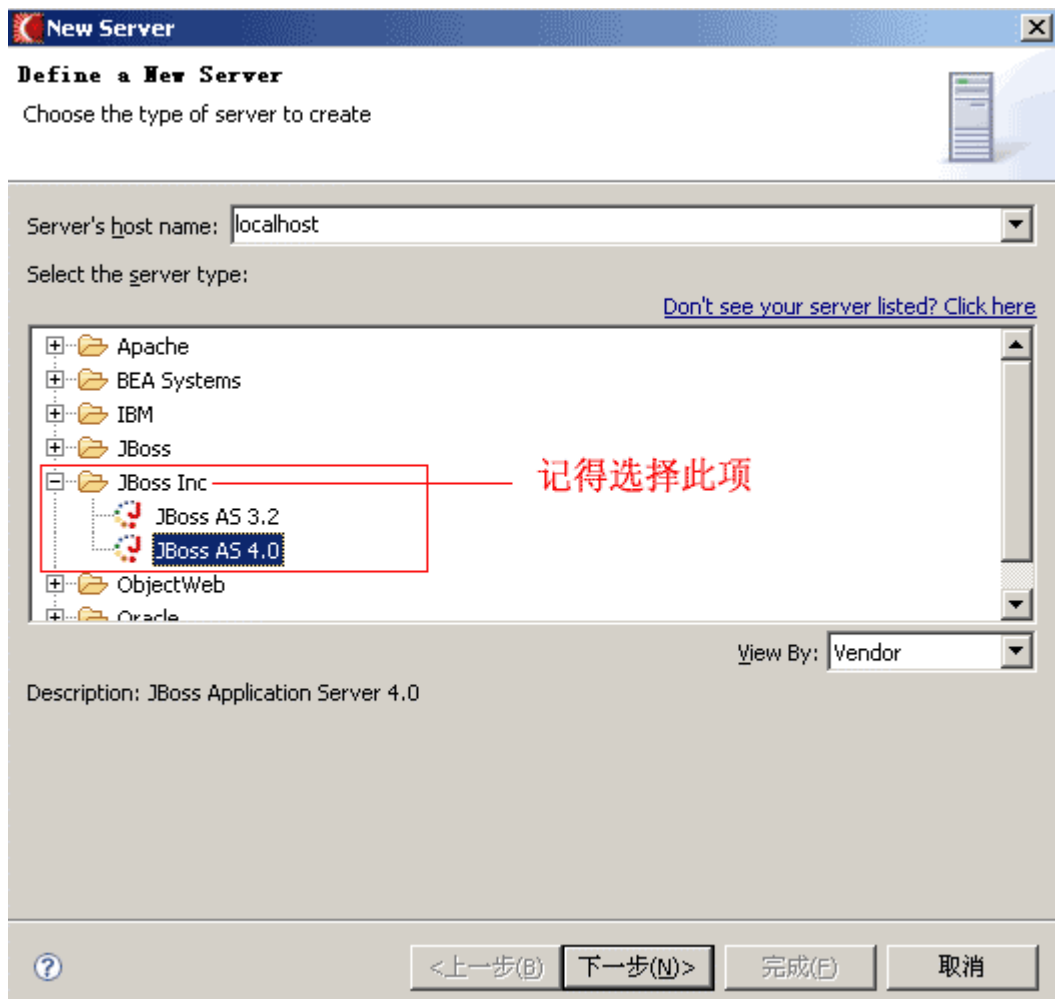 New Server
Define a New Server
Choose the type of server to create
Server's host name: localhost
Select the server type:
Don't see your server listed? Click here
Apache
BEA Systems
IBM
JBoss
JBoss Inc 记得选择此项
JBoss AS 3.2
JBoss AS 4.0
ObjectWeb
Oracle
View By: Vendor
Description: JBoss Application Server 4.0
<上一步(B) 下一步(N)> 完成(F) 取消